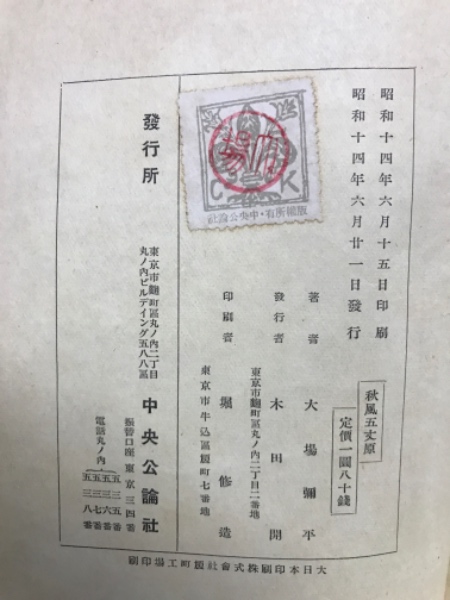 昭和十四年六月十五日印刷
昭和十四年六月廿一日發行
秋風五丈原
定價一圓八十錢
著者 大場彌平
東京市麴町區丸ノ內二丁目二番地
發行者 木田開
東京市牛込區榎町七番地
印刷者 堀修造
C K
版權所有・中央公論社
發行所
東京市麴町區丸ノ內二丁目
丸ノ內ビルデイング五八八區
中央公論社
振替口座東京三四番
電話丸ノ內
大日本印刷株式會社榎町工場印刷